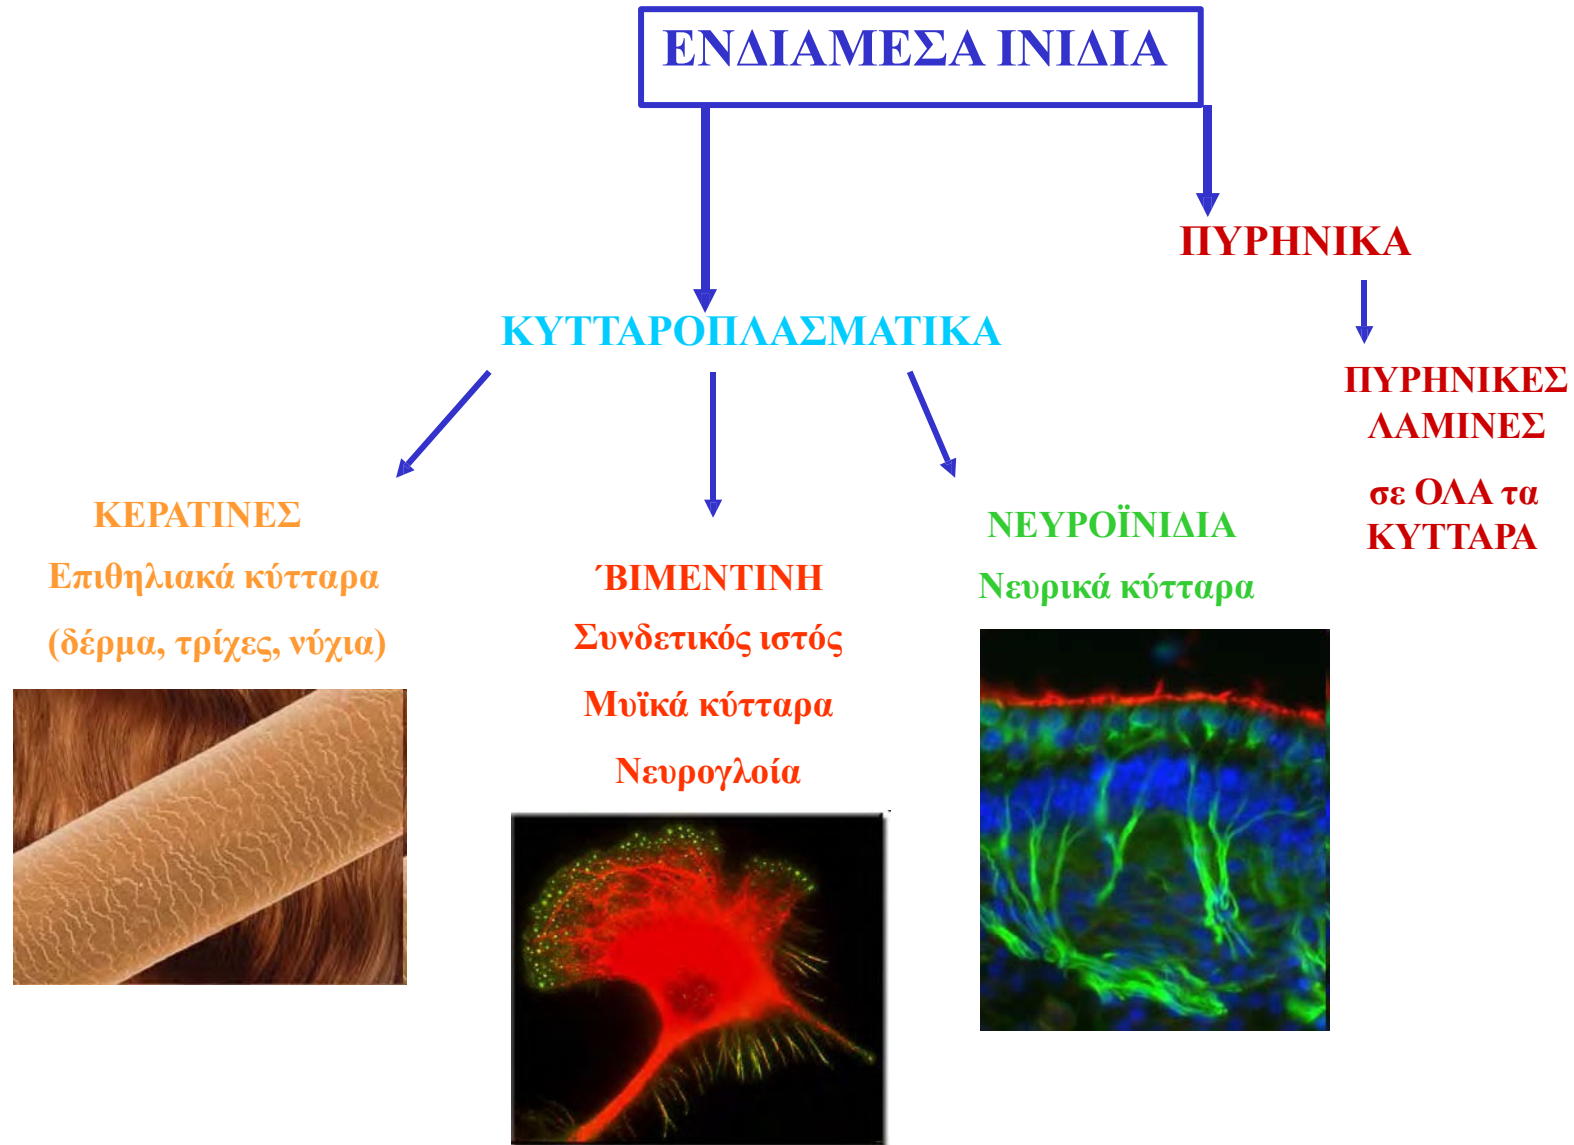 ΕΝΔΙΑΜΕΣΑ ΙΝΙΔΙΑ
ΠΥΡΗΝΙΚΑ
ΚΥΤΤΑΡΟΠΛΑΣΜΑΤΙΚΑ
ΠΥΡΗΝΙΚΕΣ
ΛΑΜΙΝΕΣ
σε ΟΛΑ τα
ΚΥΤΤΑΡΑ
ΚΕΡΑΤΙΝΕΣ
Επιθηλιακά κύτταρα
(δέρμα, τρίχες, νύχια)
΄ΒΙΜΕΝΤΙΝΗ
Συνδετικός ιστός
Μυϊκά κύτταρα
Νευρογλοία
ΝΕΥΡΟΪΝΙΔΙΑ
Νευρικά κύτταρα